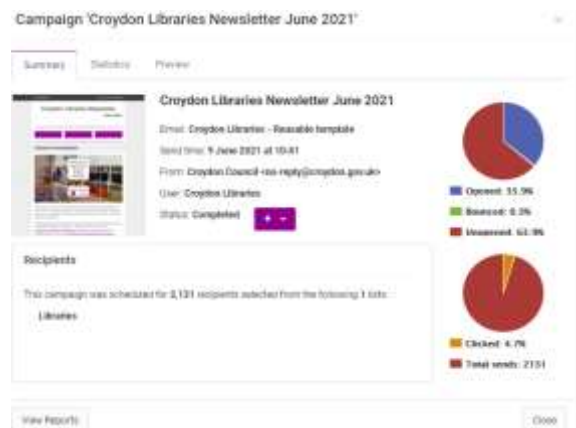 Campaign 'Croydon Libraries Newsletter June 2021'
Summary Statistics Preview
Croydon Libraries Newsletter June 2021
Email: Croydon Libraries - Reusable template
Send time: 9 June 2021 at 10:41
From: Croydon Council <no-reply@croydon.gov.uk>
User: Croydon Libraries
Status: Completed
Opened: 35.9%
Bounced: 0.3%
Unopened: 63.9%
Recipients
This campaign was scheduled for 2,131 recipients selected from the following 1 lists:
Libraries
Clicked: 4.7%
Total sends: 2131
View Reports
Close